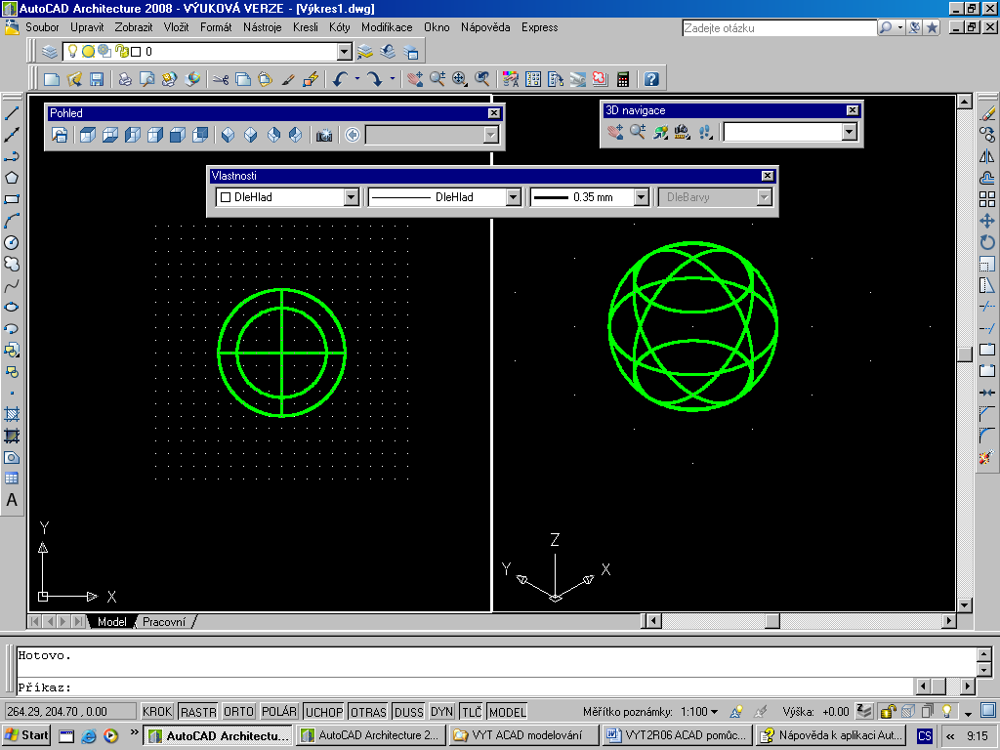 AutoCAD Architecture 2008 - VÝUKOVÁ VERZE - [Výkres1.dwg]
Soubor Upravit Zobrazit Vložit Formát Nástroje Kresli Kóty Modifikace Okno Nápověda Express Zadejte otázku
0
Pohled
3D navigace
Vlastnosti
DleHlad DleHlad 0.35 mm DleBarvy
Y
X
Z
Y X
Model Pracovní
Hotovo.
Příkaz:
264.29, 204.70 , 0.00 KROK RASTR ORTO POLÁR UCHOP OTRAS DUSS DYN TLČ MODEL Měřítko poznámky: 1:100 Výška: +0.00
Start » AutoCAD Architectu... AutoCAD Architecture 2... VYT ACAD modelování VYT2R06 ACAD pomůc... Nápověda k aplikaci Aut... CS « 9:15